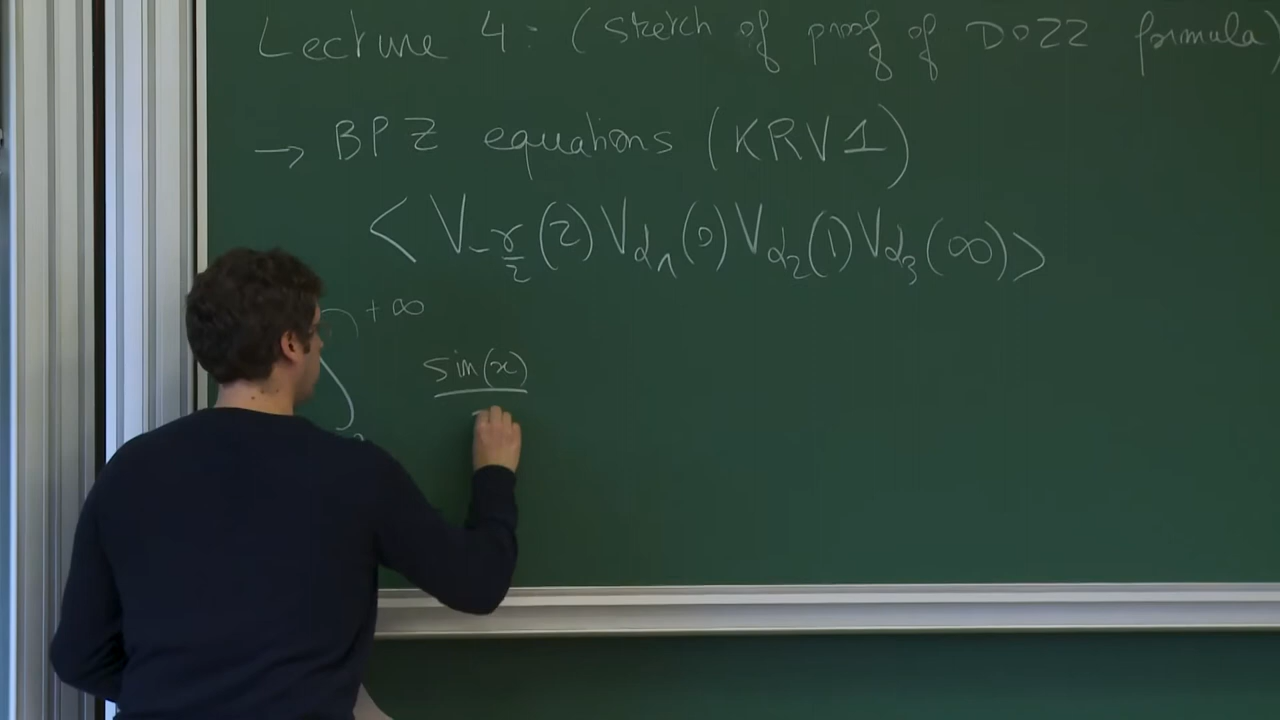 Lecture 4: (sketch of proof of DOZZ formula)
→ BPZ equations (KRV1)
< V_{-γ/2}(z) V_{α_1}(0) V_{α_2}(1) V_{α_3}(∞) >
+∞
sin(x)